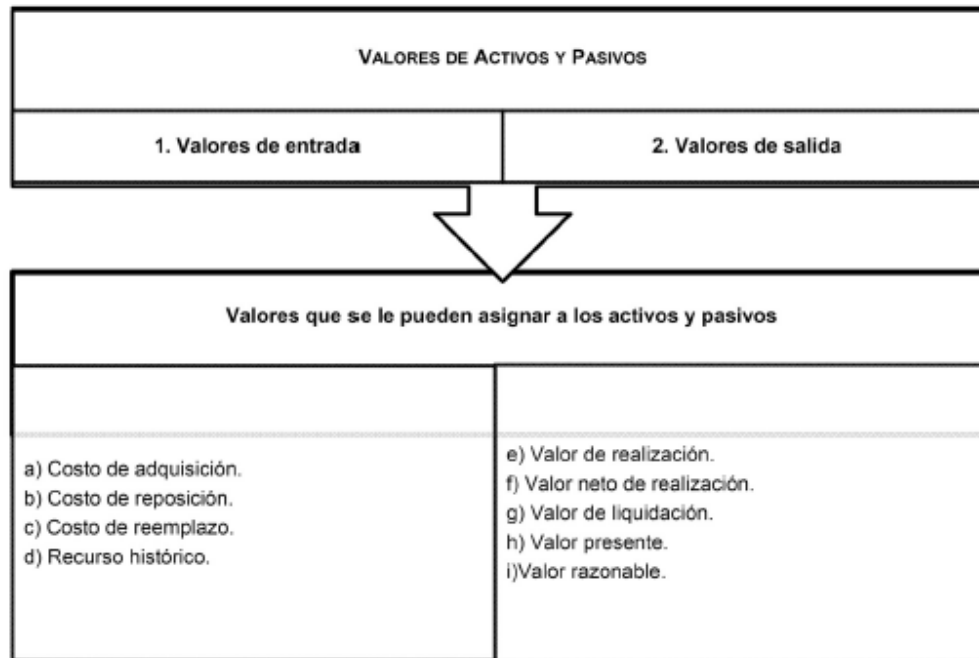 VALORES DE ACTIVOS Y PASIVOS
1. Valores de entrada
2. Valores de salida
Valores que se le pueden asignar a los activos y pasivos
a) Costo de adquisición.
b) Costo de reposición.
c) Costo de reemplazo.
d) Recurso histórico.
e) Valor de realización.
f) Valor neto de realización.
g) Valor de liquidación.
h) Valor presente.
i)Valor razonable.